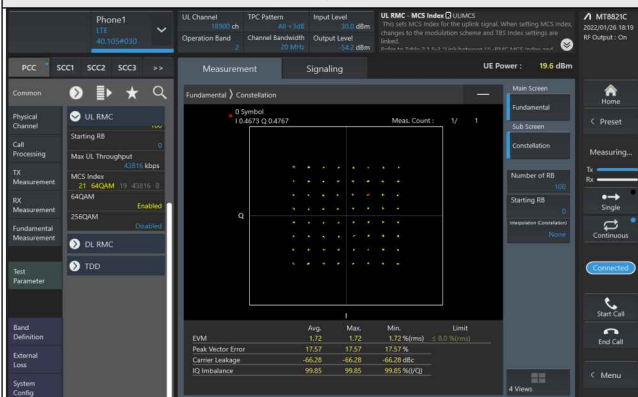 Phone1
LTE
40.105#030
UL Channel
18900 ch
TPC Pattern
All +3dB
Input Level
30.0 dBm
Operation Band
2
Channel Bandwidth
20 MHz
Output Level
-54.2 dBm
UL RMC - MCS Index ULIMCS
This sets MCS Index for the uplink signal. When setting MCS Index,
changes to the modulation scheme and TBS Index settings are
linked.
MT8821C
2022/01/26 18:19
RF Output : On
PCC
SCC1
SCC2
SCC3
>>
Measurement
Signaling
UE Power : 19.6 dBm
Common
Physical
Channel
Call
Processing
TX
Measurement
RX
Measurement
Fundamental
Measurement
Test
Parameter
Band
Definition
External
Loss
System
Config
UL RMC
100
Starting RB
0
Max UL Throughput
43816 kbps
MCS Index
21 64QAM 19 43816 8
64QAM
Enabled
256QAM
Disabled
DL RMC
TDD
Fundamental > Constellation
0 Symbol
I 0.4673 Q 0.4767
Meas. Count : 1/ 1
Q
I
Avg. Max. Min. Limit
EVM 1.72 1.72 1.72 %(rms) ≤ 0.0 %(rms)
Peak Vector Error 17.57 17.57 17.57 %
Carrier Leakage -66.28 -66.28 -66.28 dBc
IQ Imbalance 99.85 99.85 99.85 %(I/Q)
Main Screen
Fundamental
Sub Screen
Constellation
Number of RB
100
Starting RB
0
Interpolation (Constellation)
None
4 Views
Home
< Preset
Measuring...
Tx
Rx
Single
Continuous
Connected
Start Call
End Call
< Menu